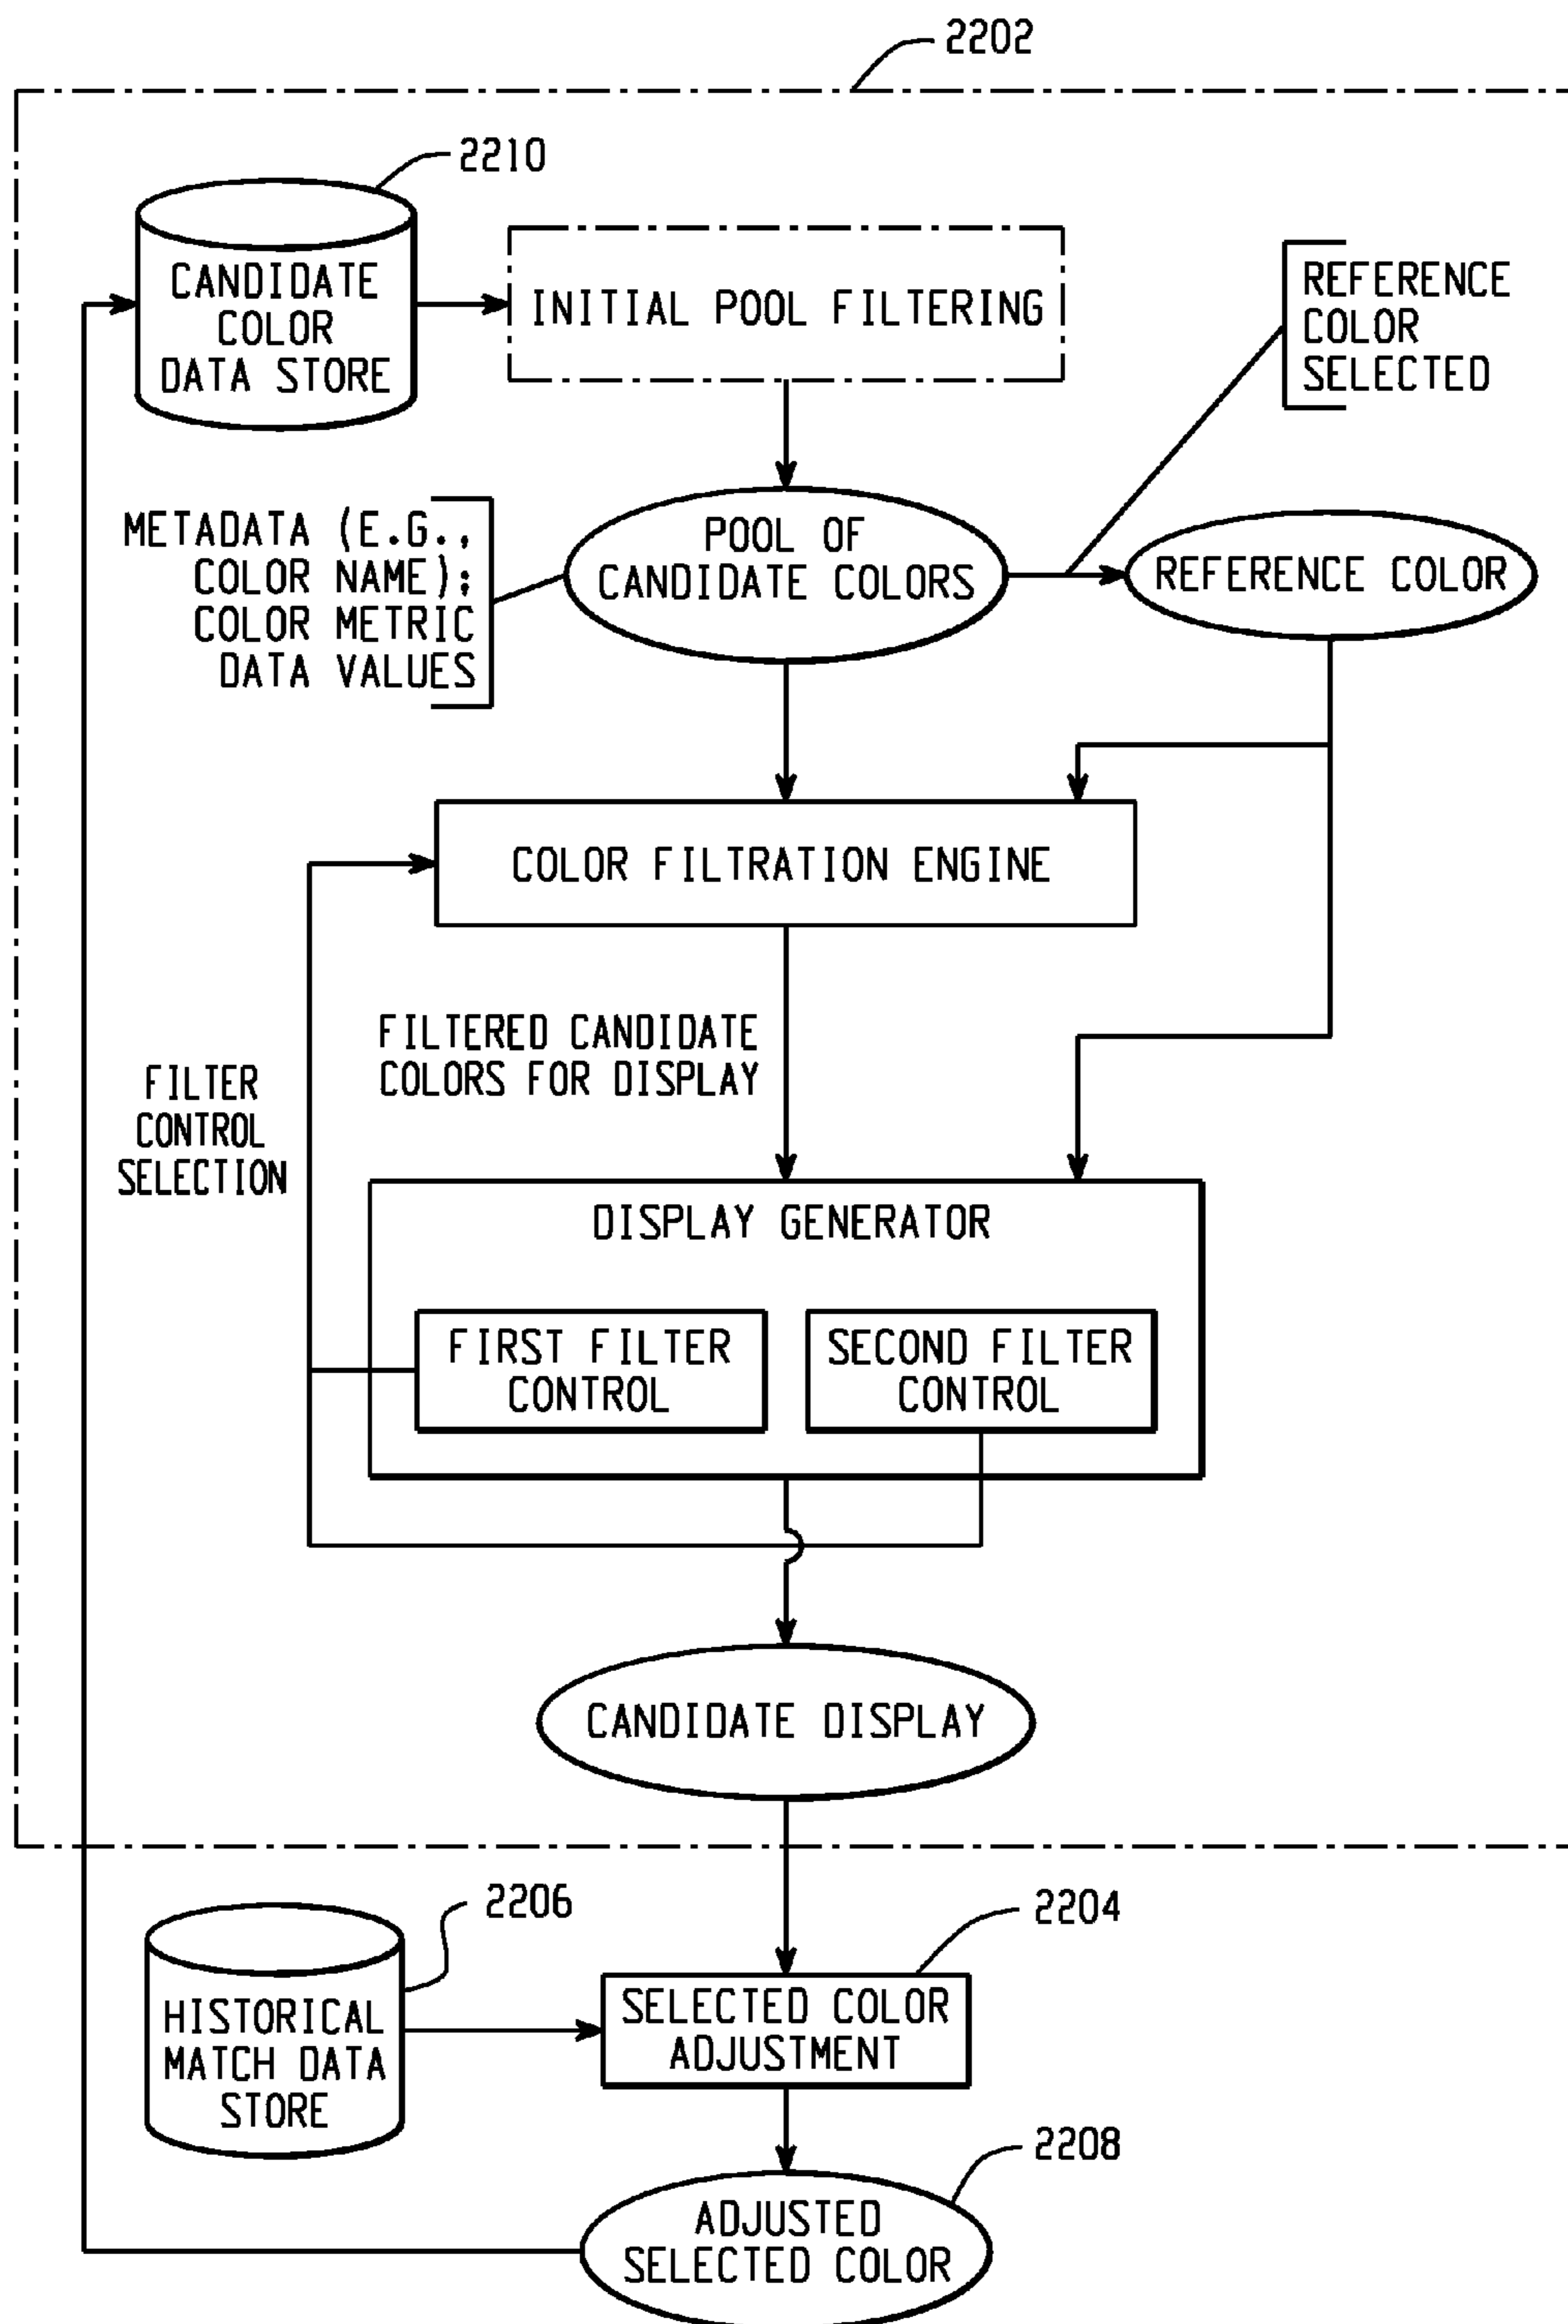 2202
2210
CANDIDATE
COLOR
DATA STORE
INITIAL POOL FILTERING
REFERENCE
COLOR
SELECTED
METADATA (E.G.,
COLOR NAME);
COLOR METRIC
DATA VALUES
POOL OF
CANDIDATE COLORS
REFERENCE COLOR
COLOR FILTRATION ENGINE
FILTERED CANDIDATE
COLORS FOR DISPLAY
FILTER
CONTROL
SELECTION
DISPLAY GENERATOR
FIRST FILTER
CONTROL
SECOND FILTER
CONTROL
CANDIDATE DISPLAY
2206
2204
HISTORICAL
MATCH DATA
STORE
SELECTED COLOR
ADJUSTMENT
2208
ADJUSTED
SELECTED COLOR